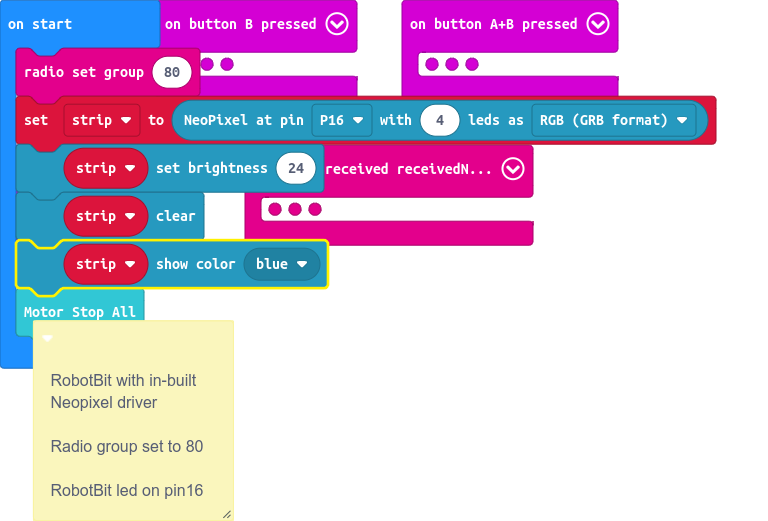 on start
on button B pressed
on button A+B pressed
radio set group 80
set strip to NeoPixel at pin P16 with 4 leds as RGB (GRB format)
strip set brightness 24
received receivedN...
strip clear
strip show color blue
Motor Stop All
RobotBit with in-built
Neopixel driver
Radio group set to 80
RobotBit led on pin16